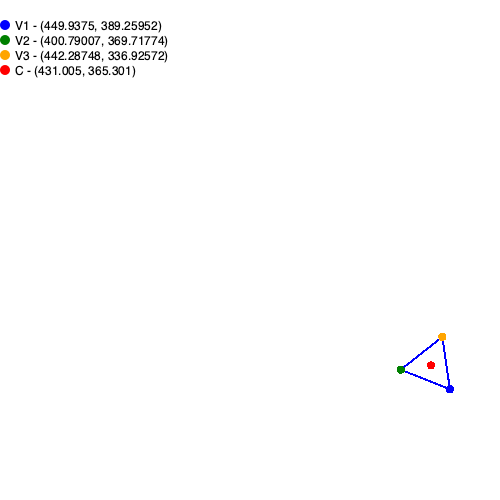 V1 - (449.9375, 389.25952)
V2 - (400.79007, 369.71774)
V3 - (442.28748, 336.92572)
C - (431.005, 365.301)